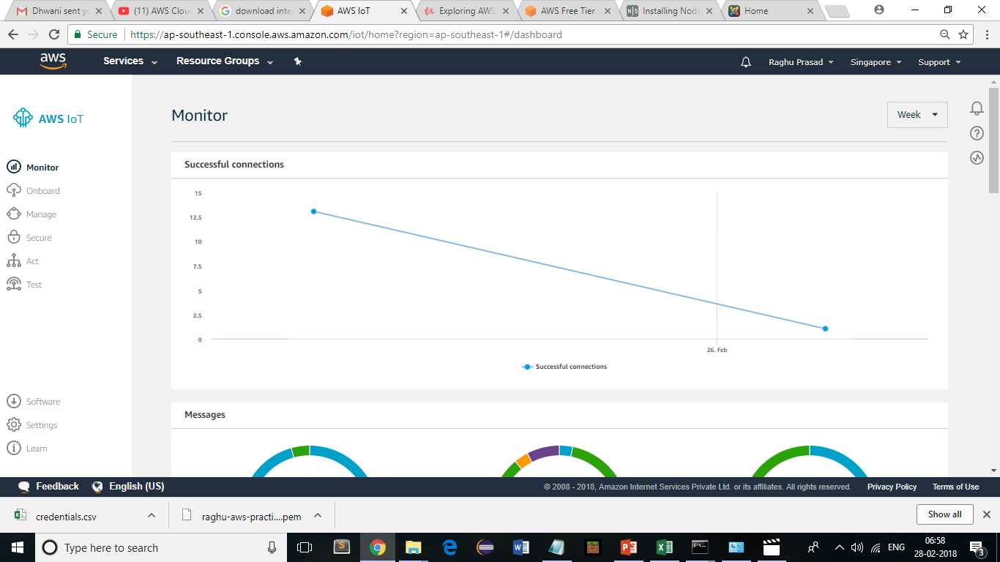 Dhwani sent yo
(11) AWS Clou
download inte
AWS IoT
Exploring AWS
AWS Free Tier
N|S Installing Node
Home
Secure https://ap-southeast-1.console.aws.amazon.com/iot/home?region=ap-southeast-1#/dashboard
aws Services Resource Groups Raghu Prasad Singapore Support
AWS IoT
Monitor
Onboard
Manage
Secure
Act
Test
Software
Settings
Learn
Monitor
Week
Successful connections
15
12.5
10
7.5
5
2.5
0
26. Feb
Successful connections
Messages
Feedback English (US) © 2008 - 2018, Amazon Internet Services Private Ltd. or its affiliates. All rights reserved. Privacy Policy Terms of Use
credentials.csv raghu-aws-practi....pem Show all
Type here to search
ENG
06:58
28-02-2018
3